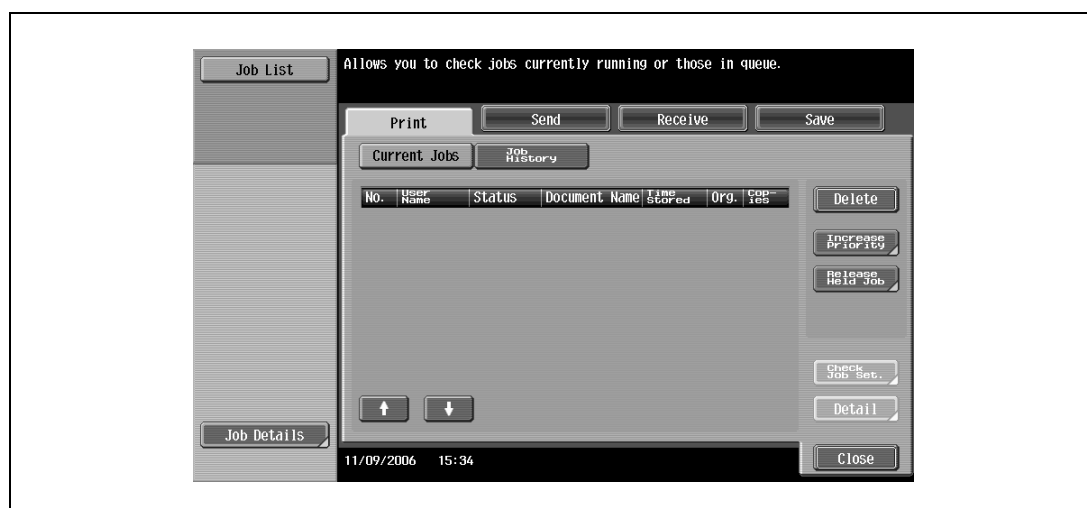 Job List
Allows you to check jobs currently running or those in queue.
Print
Send
Receive
Save
Current Jobs
Job
History
No.
User
Name
Status
Document Name
Time
Stored
Org.
Cop-
ies
Delete
Increase
Priority
Release
Held Job
Check
Job Set.
Detail
Job Details
11/09/2006 15:34
Close